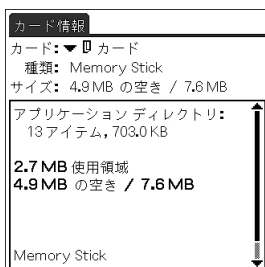 カード情報
カード: カード
種類: Memory Stick
サイズ: 4.9 MB の空き / 7.6 MB
アプリケーション ディレクトリ:
13 アイテム, 703.0 KB
2.7 MB 使用領域
4.9 MB の空き / 7.6 MB
Memory Stick